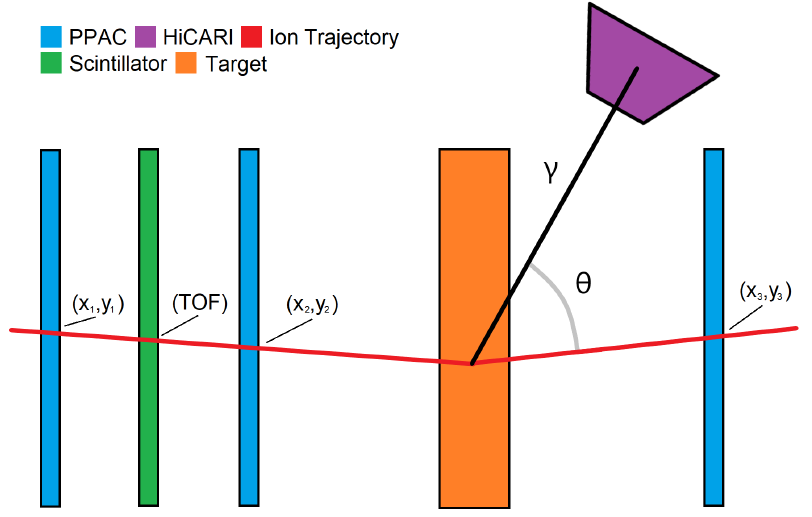 PPAC HiCARI Ion Trajectory
Scintillator Target
γ
θ
(x₁,y₁)
(TOF)
(x₂,y₂)
(x₃,y₃)